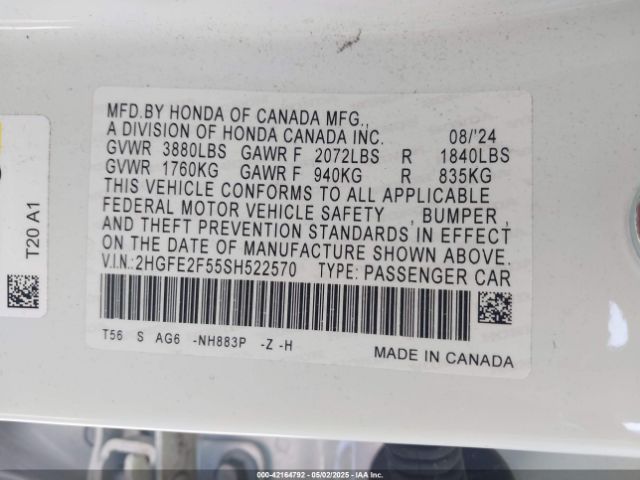 MFD.BY HONDA OF CANADA MFG.,
A DIVISION OF HONDA CANADA INC. 08/'24
GVWR 3880LBS GAWR F 2072LBS R 1840LBS
GVWR 1760KG GAWR F 940KG R 835KG
THIS VEHICLE CONFORMS TO ALL APPLICABLE
FEDERAL MOTOR VEHICLE SAFETY , BUMPER ,
AND THEFT PREVENTION STANDARDS IN EFFECT
ON THE DATE OF MANUFACTURE SHOWN ABOVE.
V.I.N.:2HGFE2F55SH522570 TYPE: PASSENGER CAR
T56 S AG6 -NH883P -Z -H
MADE IN CANADA
T20 A1
000-42164792 05/02/2025 IAAI.COM